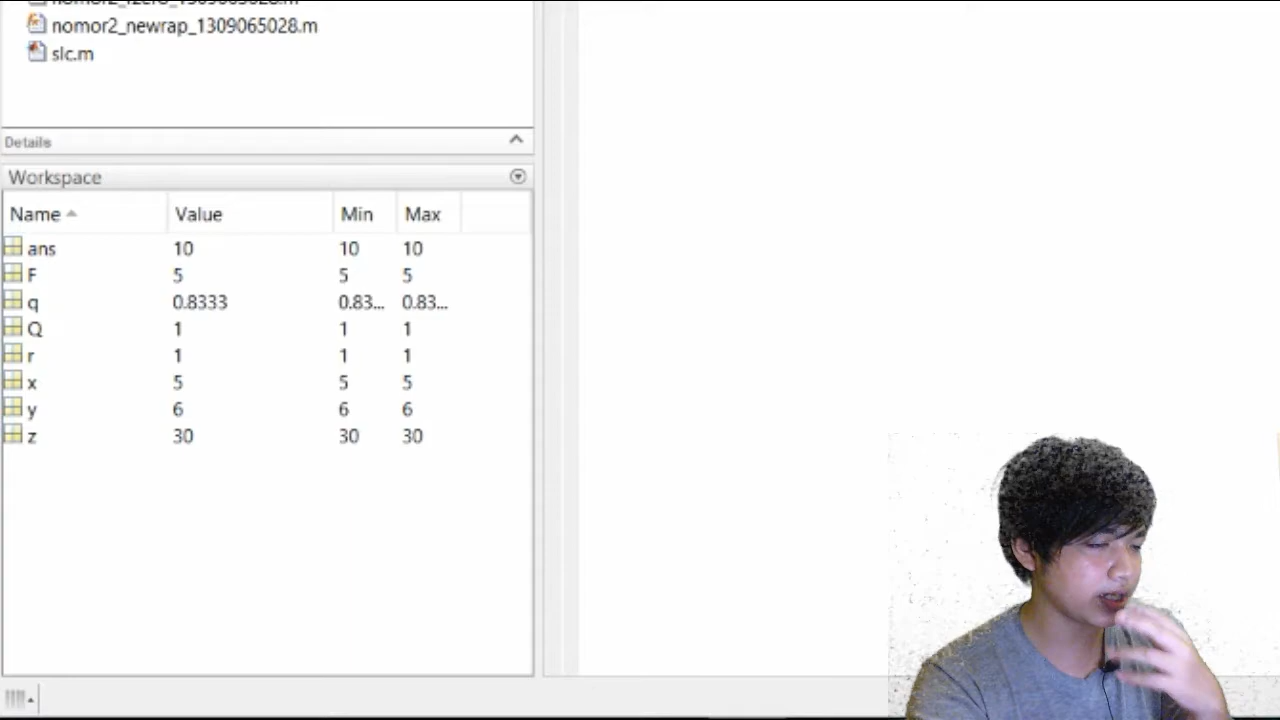 nomor2_newrap_1309065028.m
slc.m
Details
Workspace
Name Value Min Max
ans 10 10 10
F 5 5 5
q 0.8333 0.83... 0.83...
Q 1 1 1
r 1 1 1
x 5 5 5
y 6 6 6
z 30 30 30